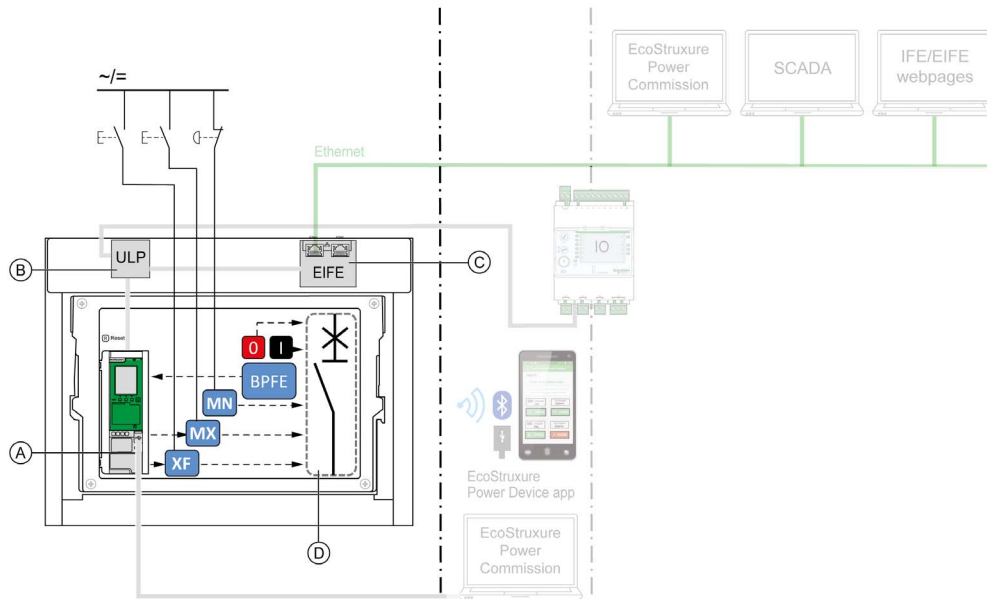 EcoStruxure
Power
Commission
SCADA
IFE/EIFE
webpages
~/=
Ethernet
IO
ULP
EIFE
B
C
R Reset
0
I
BPFE
MN
MX
XF
A
D
EcoStruxure
Power Device app
EcoStruxure
Power
Commission